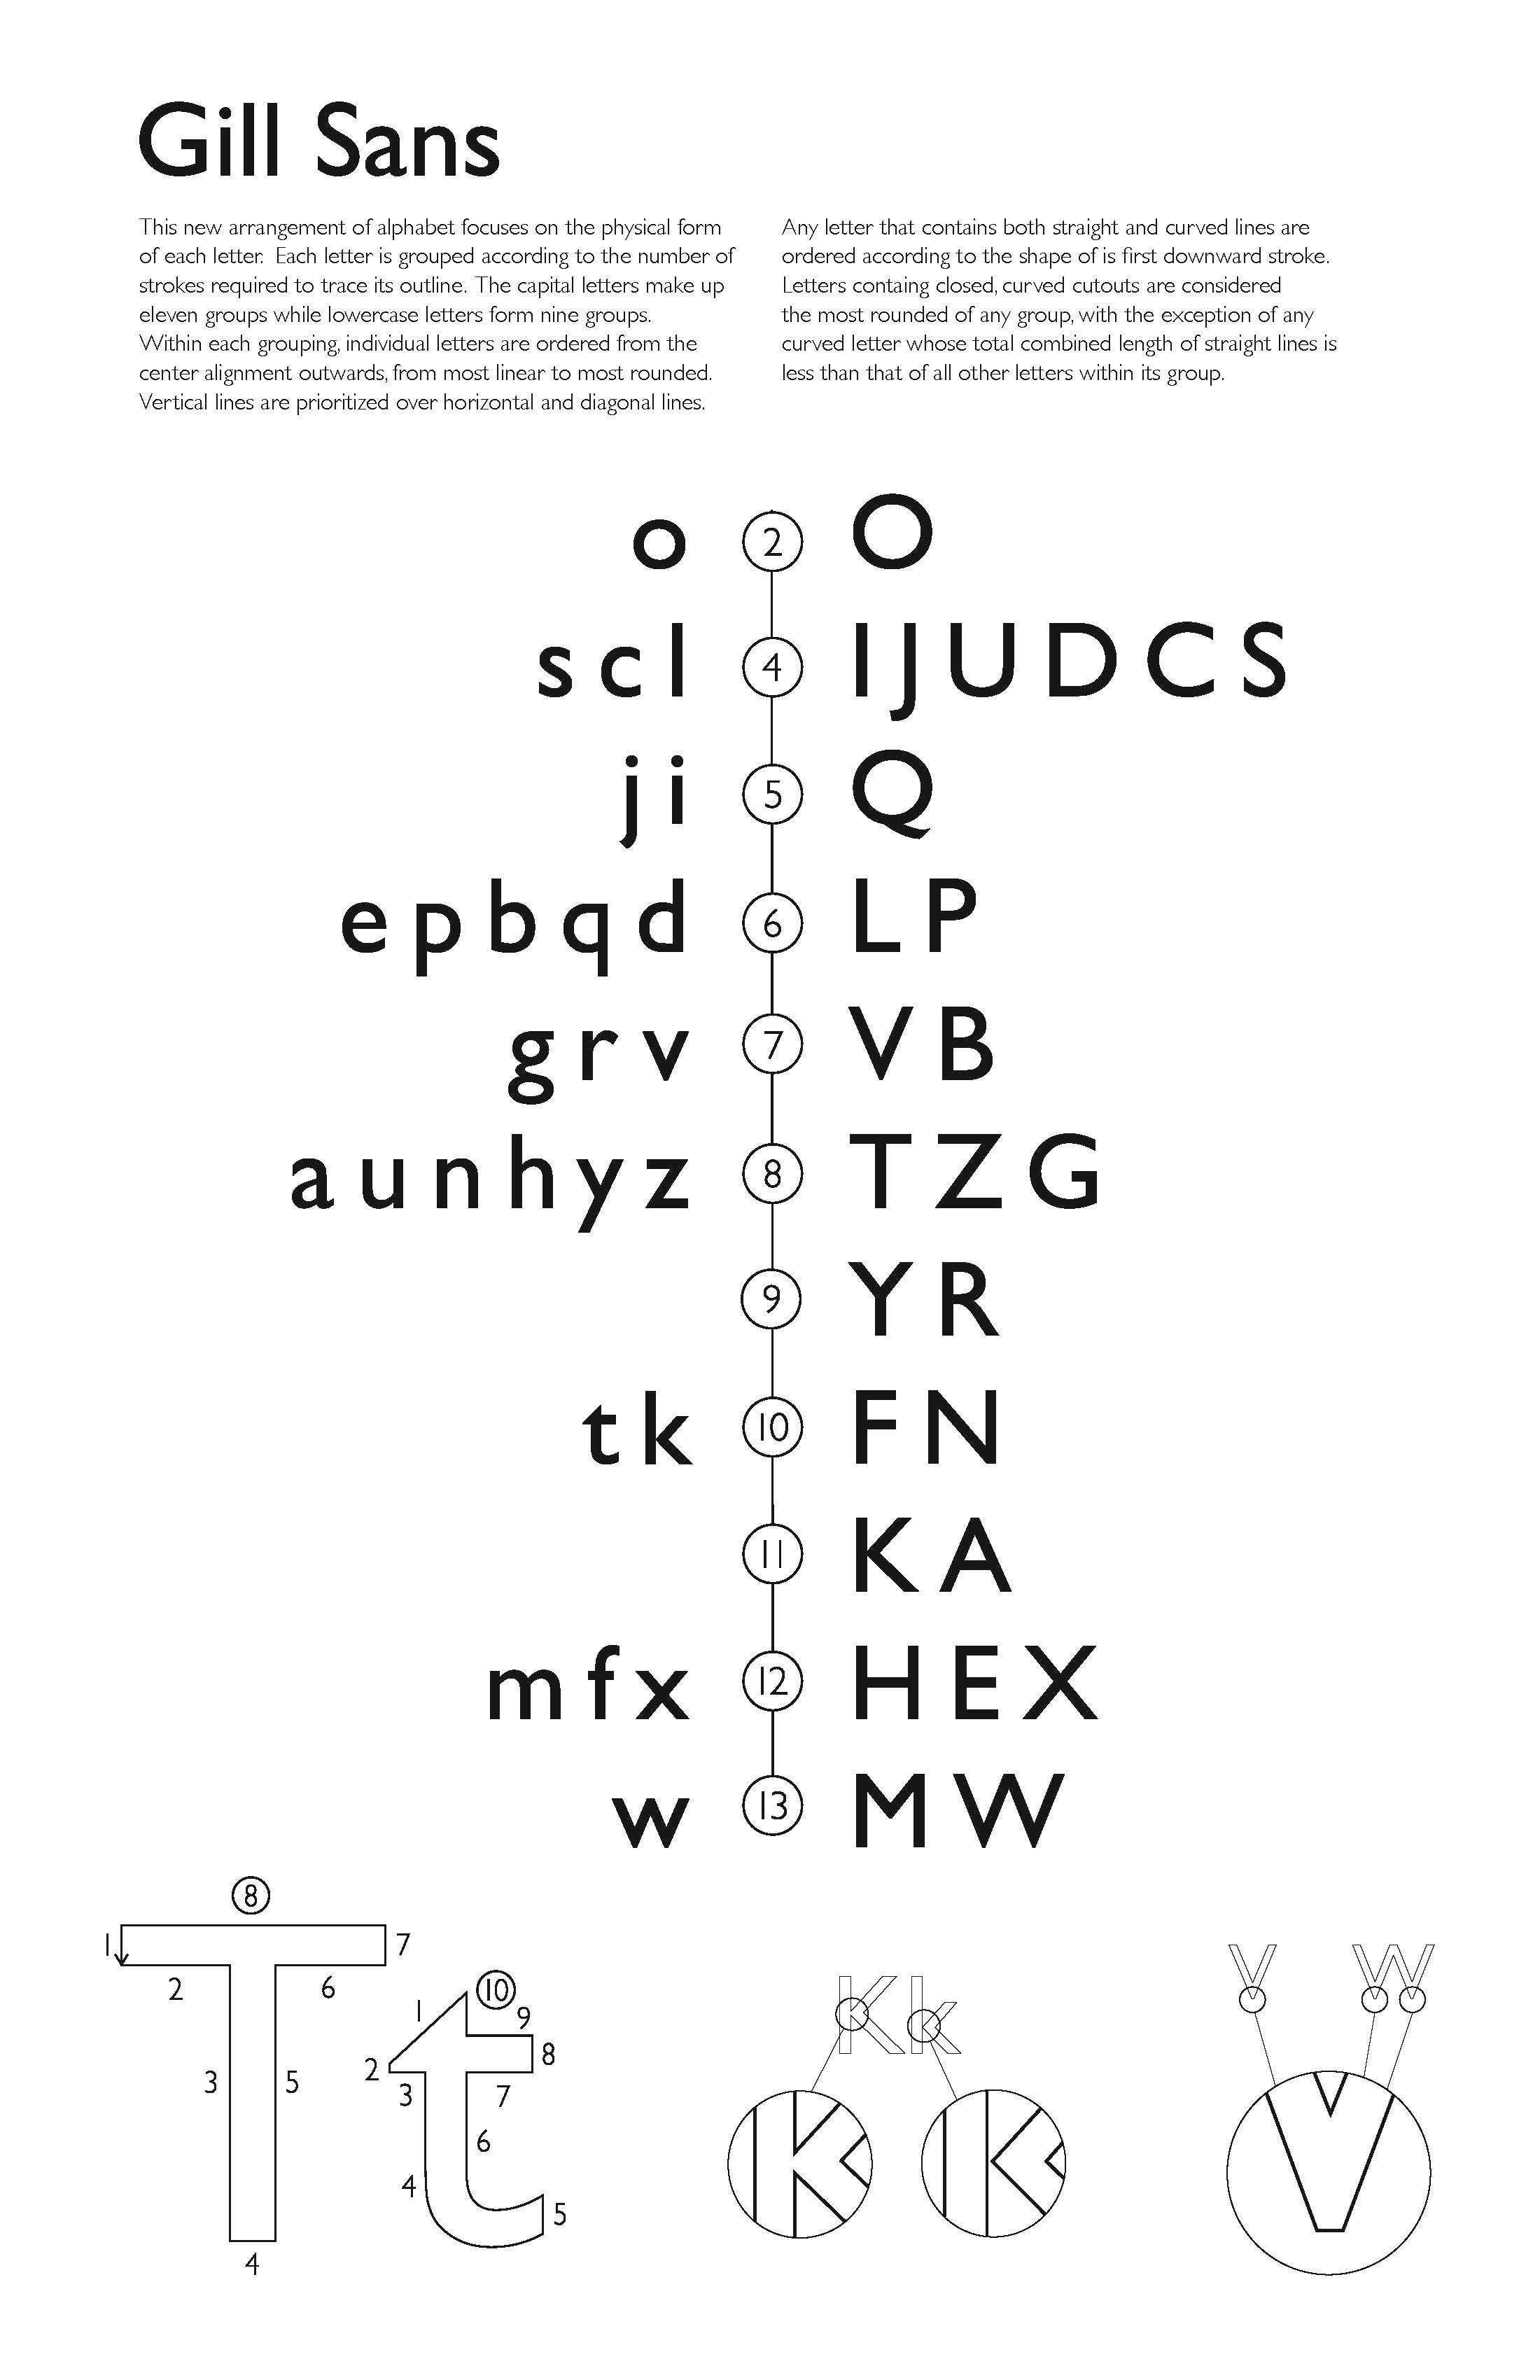 Gill Sans
This new arrangement of alphabet focuses on the physical form
of each letter.  Each letter is grouped according to the number of
strokes required to trace its outline. The capital letters make up
eleven groups while lowercase letters form nine groups.
Within each grouping, individual letters are ordered from the
center alignment outwards, from most linear to most rounded.
Vertical lines are prioritized over horizontal and diagonal lines.
Any letter that contains both straight and curved lines are
ordered according to the shape of is first downward stroke.
Letters containg closed, curved cutouts are considered
the most rounded of any group, with the exception of any
curved letter whose total combined length of straight lines is
less than that of all other letters within its group.
o 2 O
s c l 4 I J U D C S
j i 5 Q
e p b q d 6 L P
g r v 7 V B
a u n h y z 8 T Z G
9 Y R
t k 10 F N
11 K A
m f x 12 H E X
w 13 M W
8
T
1
2
3
4
5
6
7
10
t
1
2
3
4
5
6
7
8
9
K k
V W